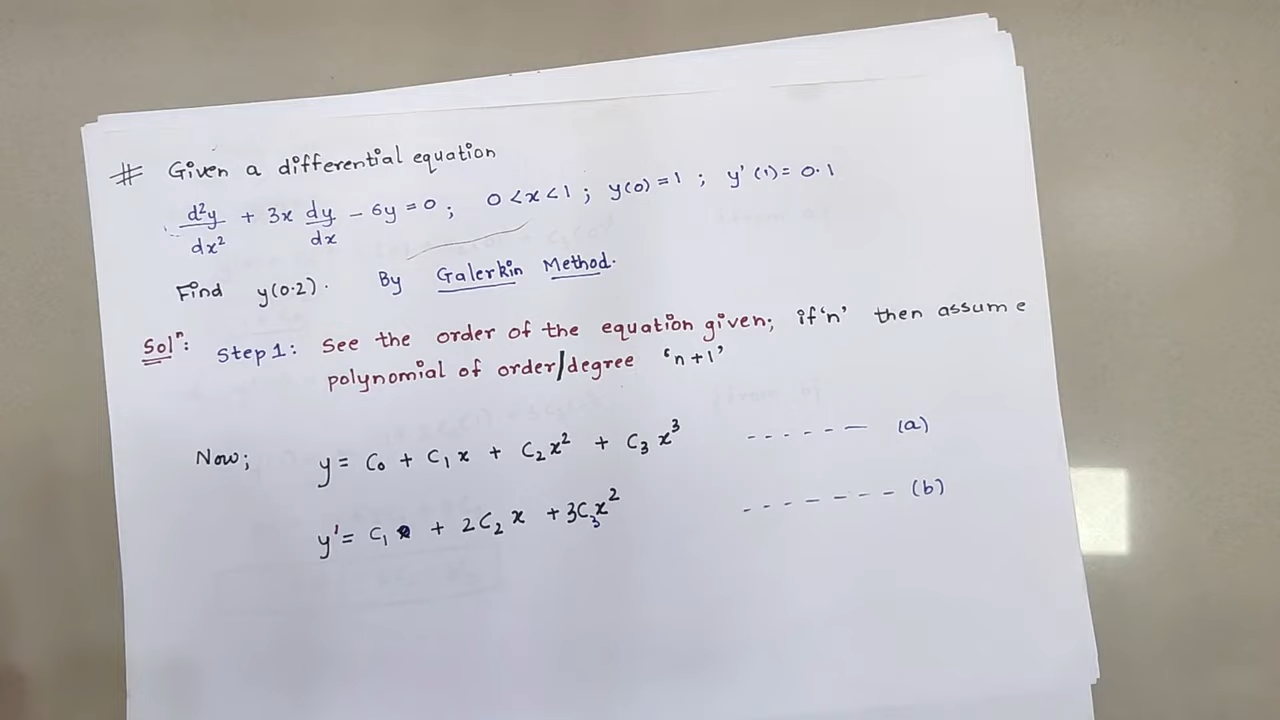 # Given a differential equation
d²y/dx² + 3x dy/dx - 6y = 0 ; 0 < x < 1 ; y(0) = 1 ; y'(1) = 0.1
Find y(0.2). By Galerkin Method.
Solⁿ: Step 1: See the order of the equation given; if 'n' then assume
polynomial of order/degree 'n+1'
Now; y = C₀ + C₁x + C₂x² + C₃x³ ------ (a)
y' = C₁ + 2C₂x + 3C₃x² ------- (b)